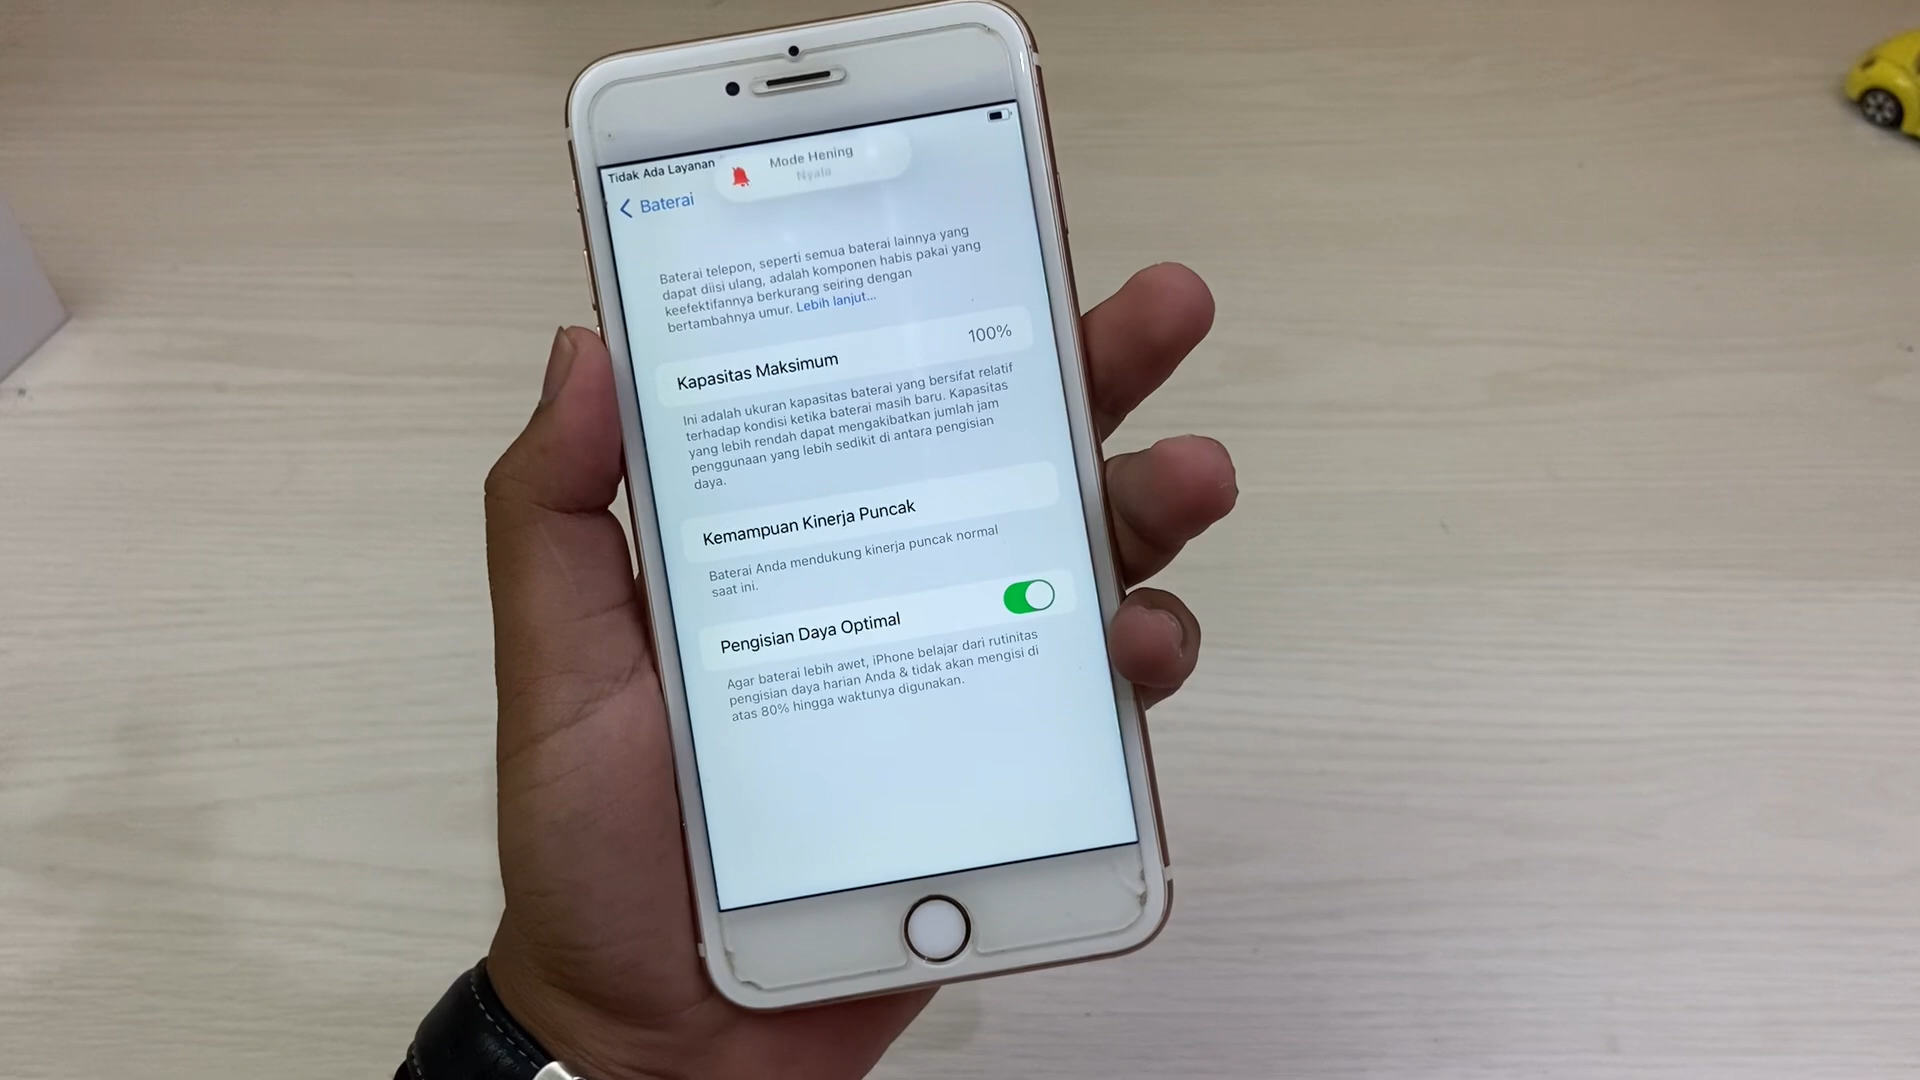 Tidak Ada Layanan
Mode Hening
Nyala
Baterai
Baterai telepon, seperti semua baterai lainnya yang
dapat diisi ulang, adalah komponen habis pakai yang
keefektifannya berkurang seiring dengan
bertambahnya umur. Lebih lanjut...
Kapasitas Maksimum 100%
Ini adalah ukuran kapasitas baterai yang bersifat relatif
terhadap kondisi ketika baterai masih baru. Kapasitas
yang lebih rendah dapat mengakibatkan jumlah jam
penggunaan yang lebih sedikit di antara pengisian
daya.
Kemampuan Kinerja Puncak
Baterai Anda mendukung kinerja puncak normal
saat ini.
Pengisian Daya Optimal
Agar baterai lebih awet, iPhone belajar dari rutinitas
pengisian daya harian Anda & tidak akan mengisi di
atas 80% hingga waktunya digunakan.